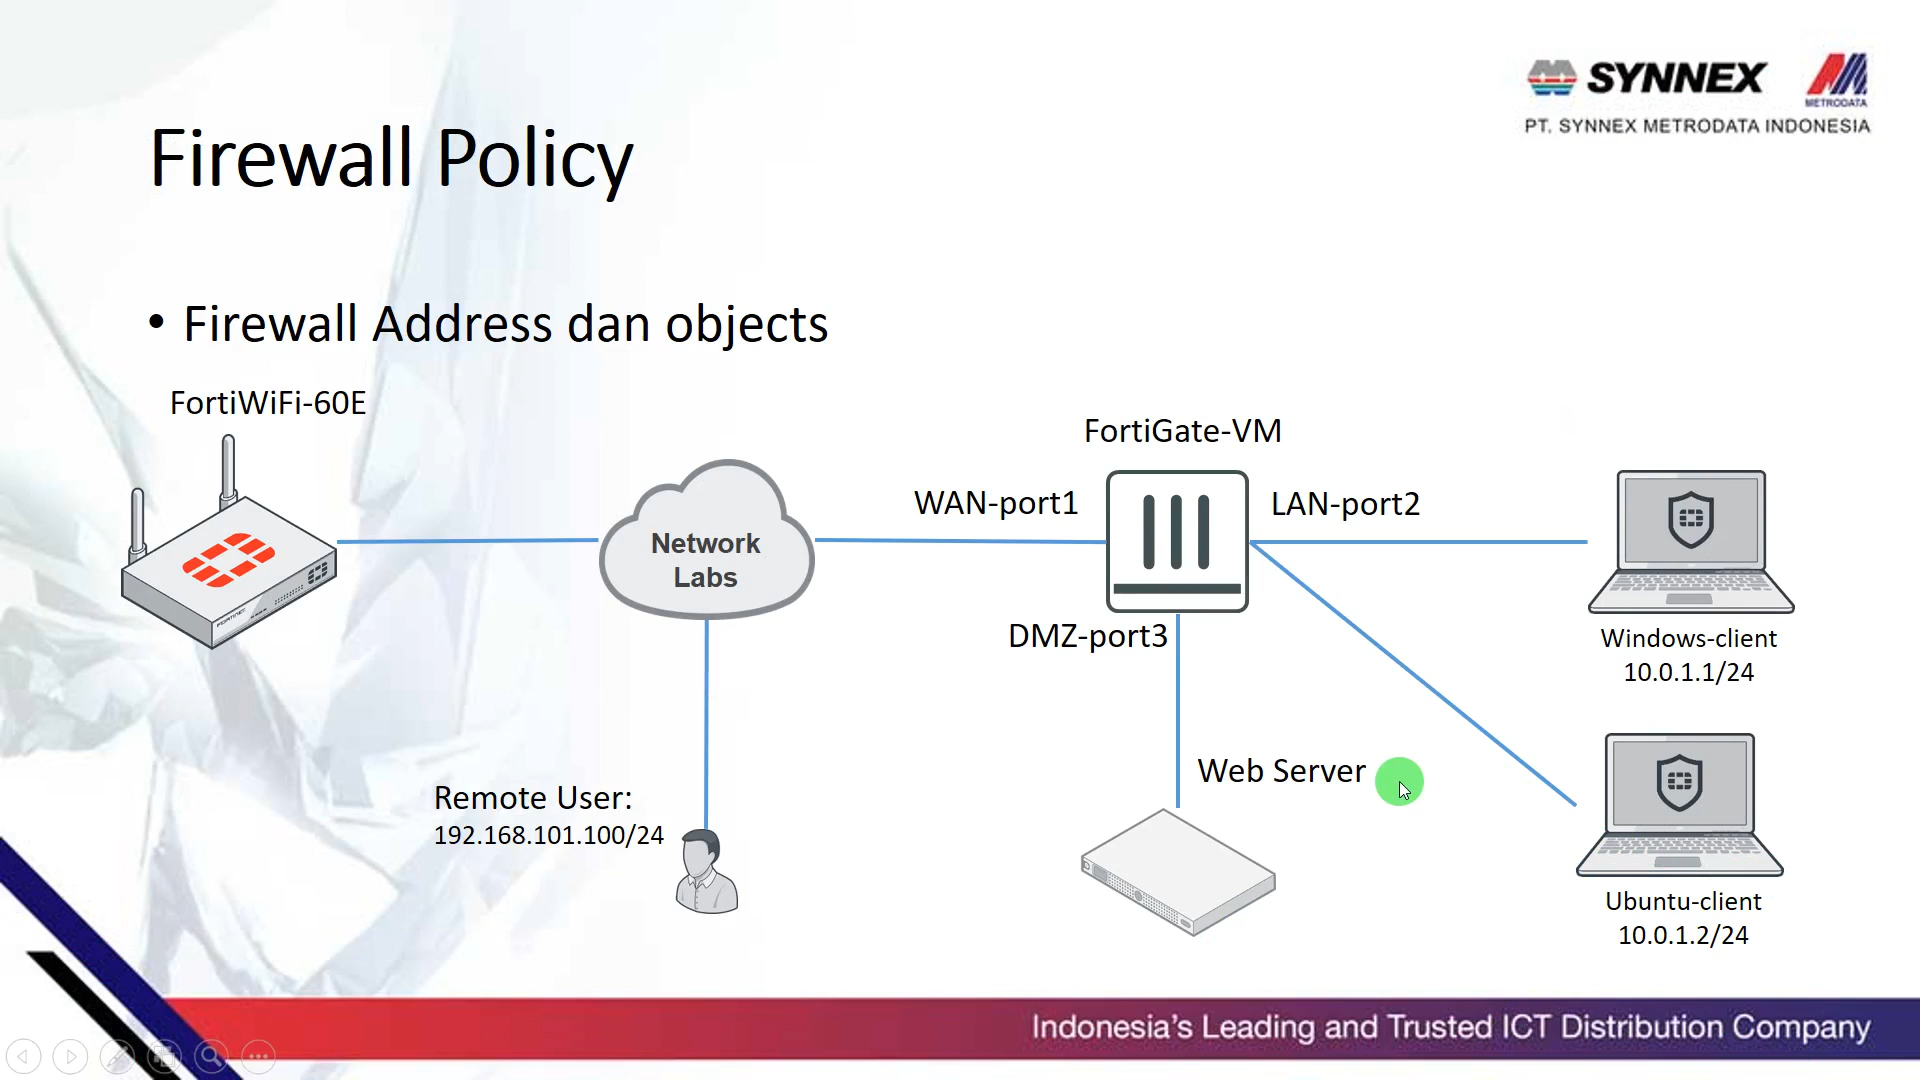 SYNNEX
METRODATA
PT. SYNNEX METRODATA INDONESIA
Firewall Policy
• Firewall Address dan objects
FortiWiFi-60E
FortiGate-VM
WAN-port1
LAN-port2
Network
Labs
DMZ-port3
Windows-client
10.0.1.1/24
Web Server
Remote User:
192.168.101.100/24
Ubuntu-client
10.0.1.2/24
FORTINET
Indonesia's Leading and Trusted ICT Distribution Company